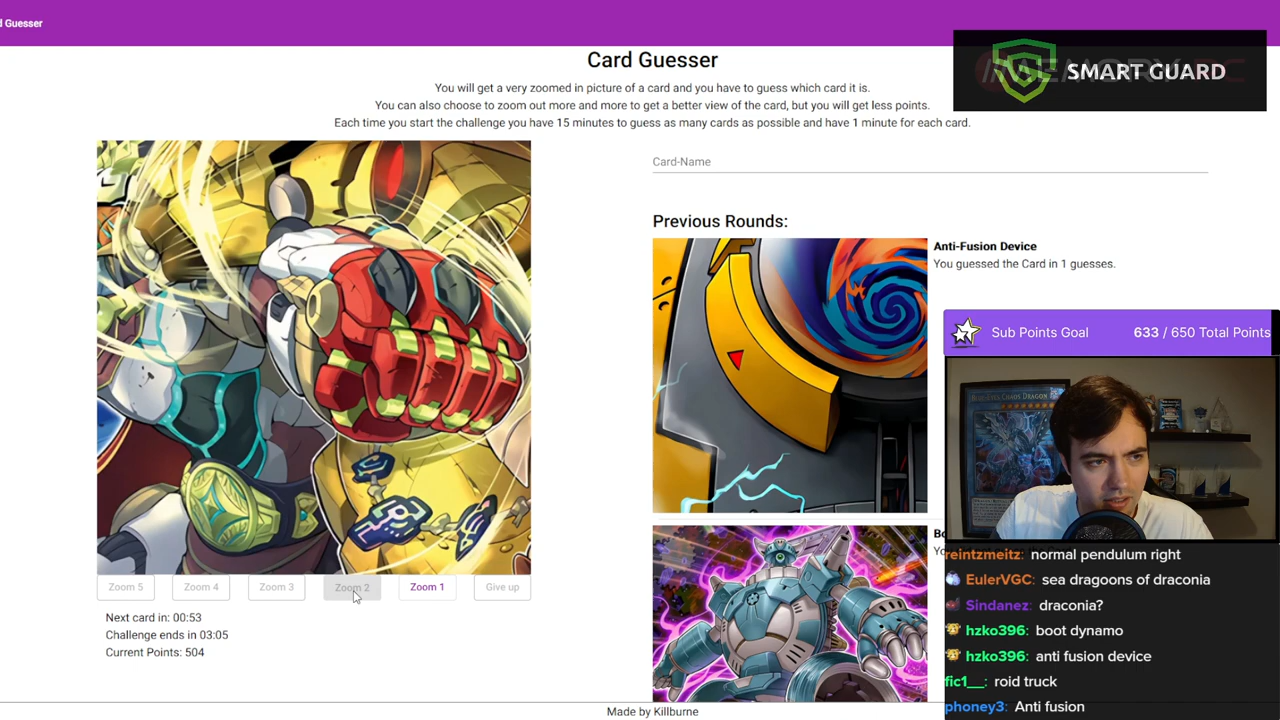 d Guesser
Card Guesser
SMART GUARD
You will get a very zoomed in picture of a card and you have to guess which card it is.
You can also choose to zoom out more and more to get a better view of the card, but you will get less points.
Each time you start the challenge you have 15 minutes to guess as many cards as possible and have 1 minute for each card.
Card-Name
Previous Rounds:
Anti-Fusion Device
You guessed the Card in 1 guesses.
Sub Points Goal 633 / 650 Total Points
Bo
Yo
Zoom 5 Zoom 4 Zoom 3 Zoom 2 Zoom 1 Give up
Next card in: 00:53
Challenge ends in 03:05
Current Points: 504
reintzmeitz: normal pendulum right
EulerVGC: sea dragoons of draconia
Sindanez: draconia?
hzko396: boot dynamo
hzko396: anti fusion device
fic1__: roid truck
phoney3: Anti fusion
Made by Killburne